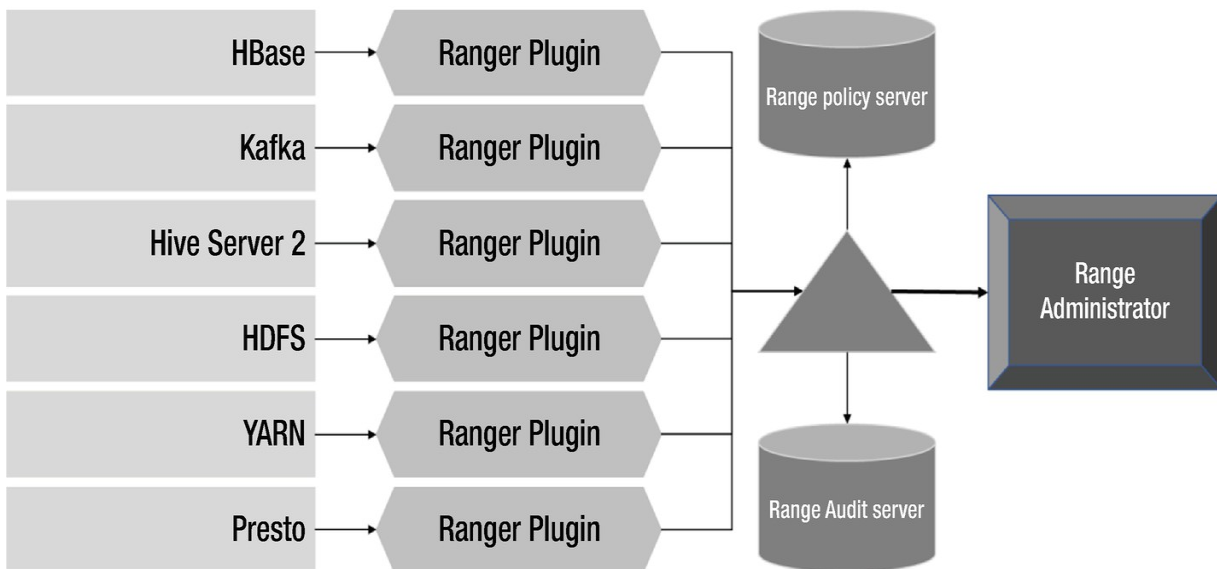 HBase
Ranger Plugin
Kafka
Ranger Plugin
Hive Server 2
Ranger Plugin
HDFS
Ranger Plugin
YARN
Ranger Plugin
Presto
Ranger Plugin
Range policy server
Range Audit server
Range
Administrator